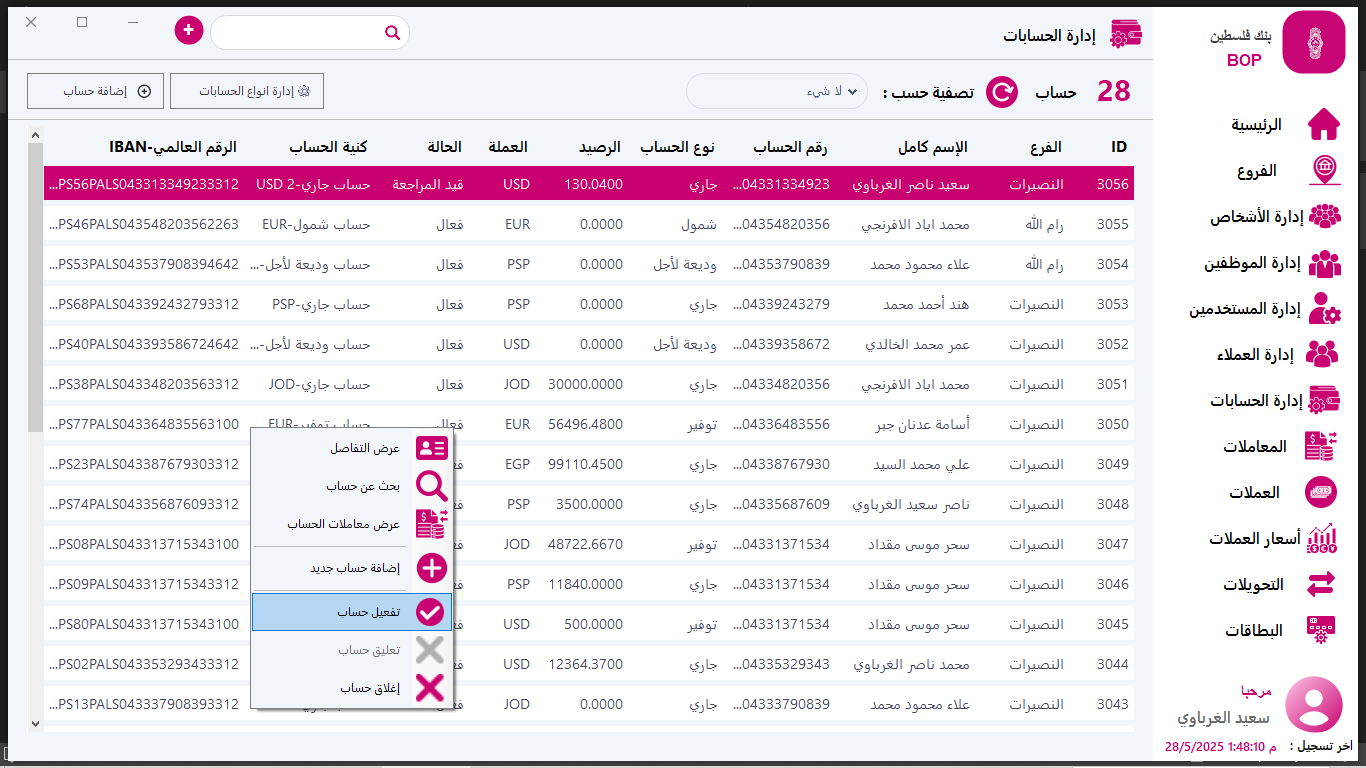 بنك فلسطين
BOP
الرئيسية
الفروع
إدارة الأشخاص
إدارة الموظفين
إدارة المستخدمين
إدارة العملاء
إدارة الحسابات
المعاملات
العملات
أسعار العملات
التحويلات
البطاقات
مرحبا
سعيد الغرباوي
اخر تسجيل : 28/5/2025 1:48:10 م
إدارة الحسابات
28 حساب تصفية حسب : لا شيء
إدارة انواع الحسابات
إضافة حساب
ID الفرع الإسم كامل رقم الحساب نوع الحساب الرصيد العملة الحالة كنية الحساب الرقم العالمي-IBAN
3056 النصيرات سعيد ناصر الغرباوي 04331334923... جاري 130.0400 USD قيد المراجعة حساب جاري-USD 2 PS56PALS043313349233312...
3055 رام الله محمد اياد الافرنجي 04354820356... شمول 0.0000 EUR فعال حساب شمول-EUR PS46PALS043548203562263...
3054 رام الله علاء محمود محمد 04353790839... وديعة لأجل 0.0000 PSP فعال حساب وديعة لأجل-... PS53PALS043537908394642...
3053 النصيرات هند أحمد محمد 04339243279... جاري 0.0000 PSP فعال حساب جاري-PSP PS68PALS043392432793312...
3052 النصيرات عمر محمد الخالدي 04339358672... وديعة لأجل 0.0000 USD فعال حساب وديعة لأجل-... PS40PALS043393586724642...
3051 النصيرات محمد اياد الافرنجي 04334820356... جاري 30000.0000 JOD فعال حساب جاري-JOD PS38PALS043348203563312...
3050 النصيرات أسامة عدنان جبر 04336483556... توفير 56496.4800 EUR فعال حساب توفير-EUR PS77PALS043364835563100...
3049 النصيرات علي محمد السيد 04338767930... جاري 99110.4500 EGP PS23PALS043387679303312...
3048 النصيرات ناصر سعيد الغرباوي 04335687609... جاري 3500.0000 PSP PS74PALS043356876093312...
3047 النصيرات سحر موسى مقداد 04331371534... توفير 48722.6670 JOD PS08PALS043313715343100...
3046 النصيرات سحر موسى مقداد 04331371534... جاري 11840.0000 PSP PS09PALS043313715343312...
3045 النصيرات سحر موسى مقداد 04331371534... توفير 500.0000 USD PS80PALS043313715343100...
3044 النصيرات محمد ناصر الغرباوي 04335329343... جاري 12364.3700 USD PS02PALS043353293433312...
3043 النصيرات علاء محمود محمد 04333790839... جاري 0.0000 JOD PS13PALS043337908393312...
عرض التفاصل
بحث عن حساب
عرض معاملات الحساب
إضافة حساب جديد
تفعيل حساب
تعليق حساب
إغلاق حساب